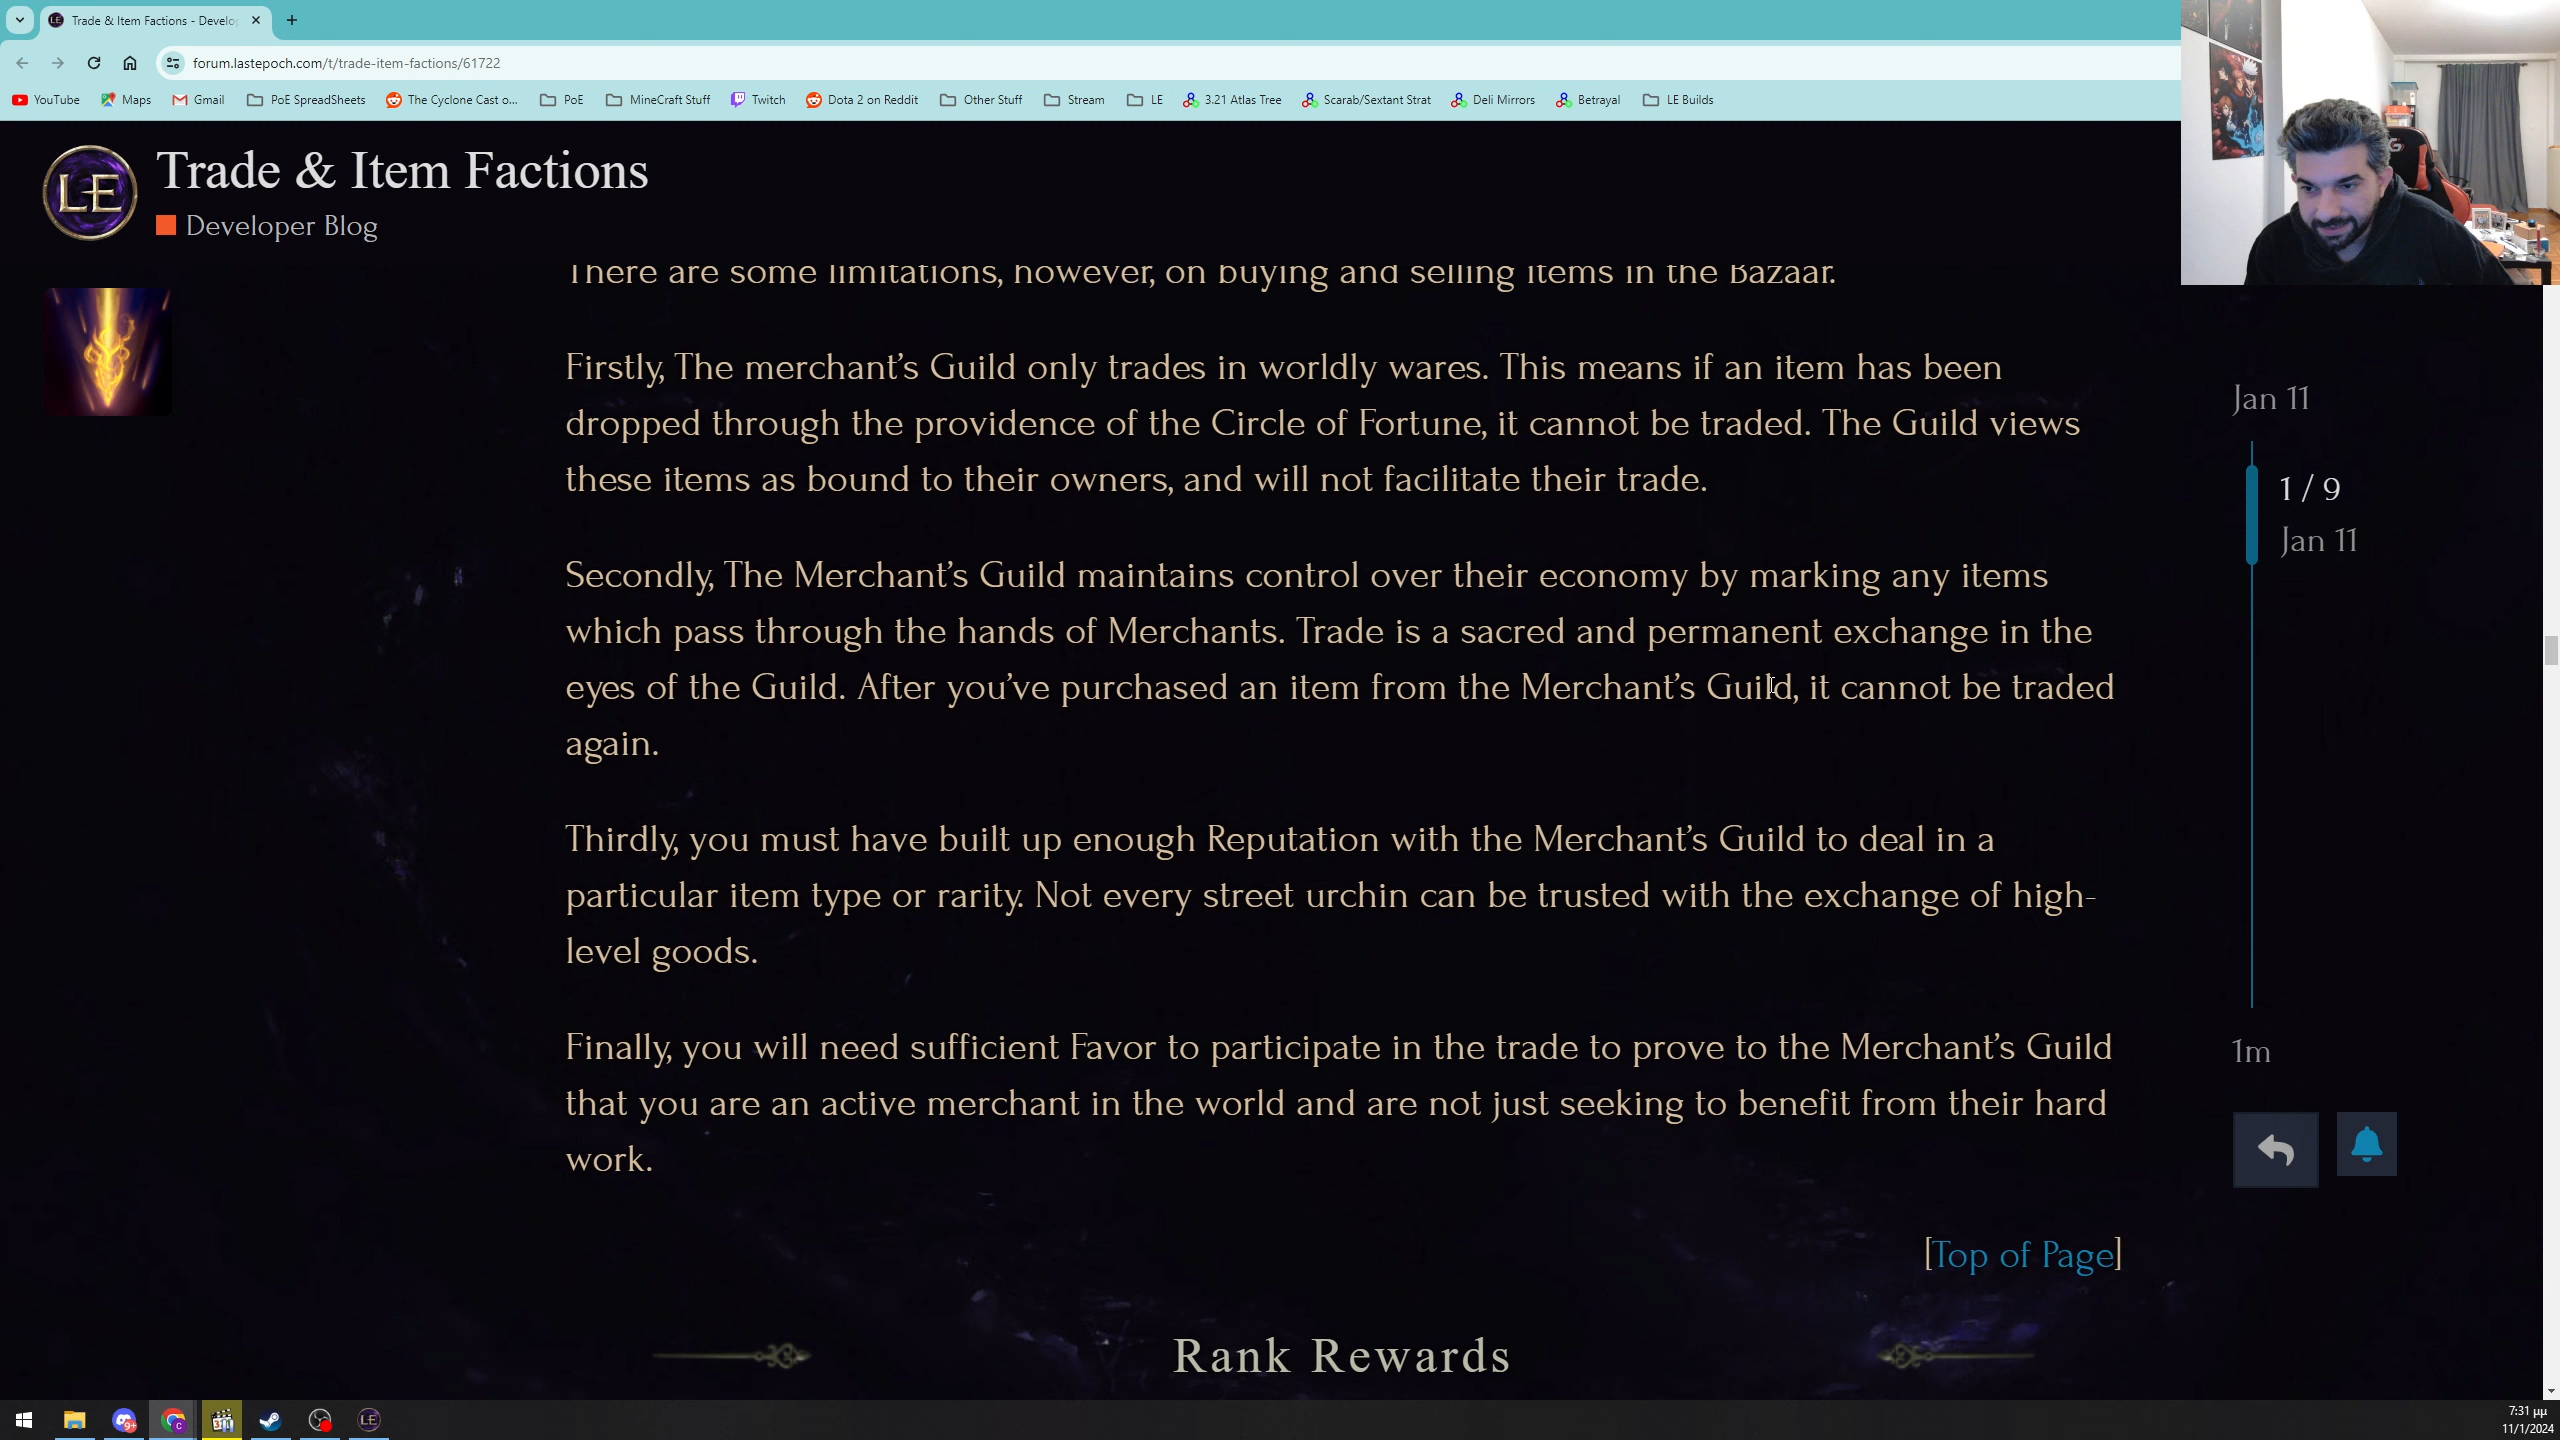 Trade & Item Factions - Develo
forum.lastepoch.com/t/trade-item-factions/61722
YouTube Maps Gmail PoE SpreadSheets The Cyclone Cast o... PoE MineCraft Stuff Twitch Dota 2 on Reddit Other Stuff Stream LE 3.21 Atlas Tree Scarab/Sextant Strat Deli Mirrors Betrayal LE Builds
LE
Trade & Item Factions
Developer Blog
There are some limitations, however, on buying and selling items in the Bazaar.
Firstly, The merchant’s Guild only trades in worldly wares. This means if an item has been
dropped through the providence of the Circle of Fortune, it cannot be traded. The Guild views
these items as bound to their owners, and will not facilitate their trade.
Secondly, The Merchant’s Guild maintains control over their economy by marking any items
which pass through the hands of Merchants. Trade is a sacred and permanent exchange in the
eyes of the Guild. After you’ve purchased an item from the Merchant’s Guild, it cannot be traded
again.
Thirdly, you must have built up enough Reputation with the Merchant’s Guild to deal in a
particular item type or rarity. Not every street urchin can be trusted with the exchange of high-
level goods.
Finally, you will need sufficient Favor to participate in the trade to prove to the Merchant’s Guild
that you are an active merchant in the world and are not just seeking to benefit from their hard
work.
[Top of Page]
Rank Rewards
Jan 11
1 / 9
Jan 11
1m
9+
LE
7:31 μμ
11/1/2024